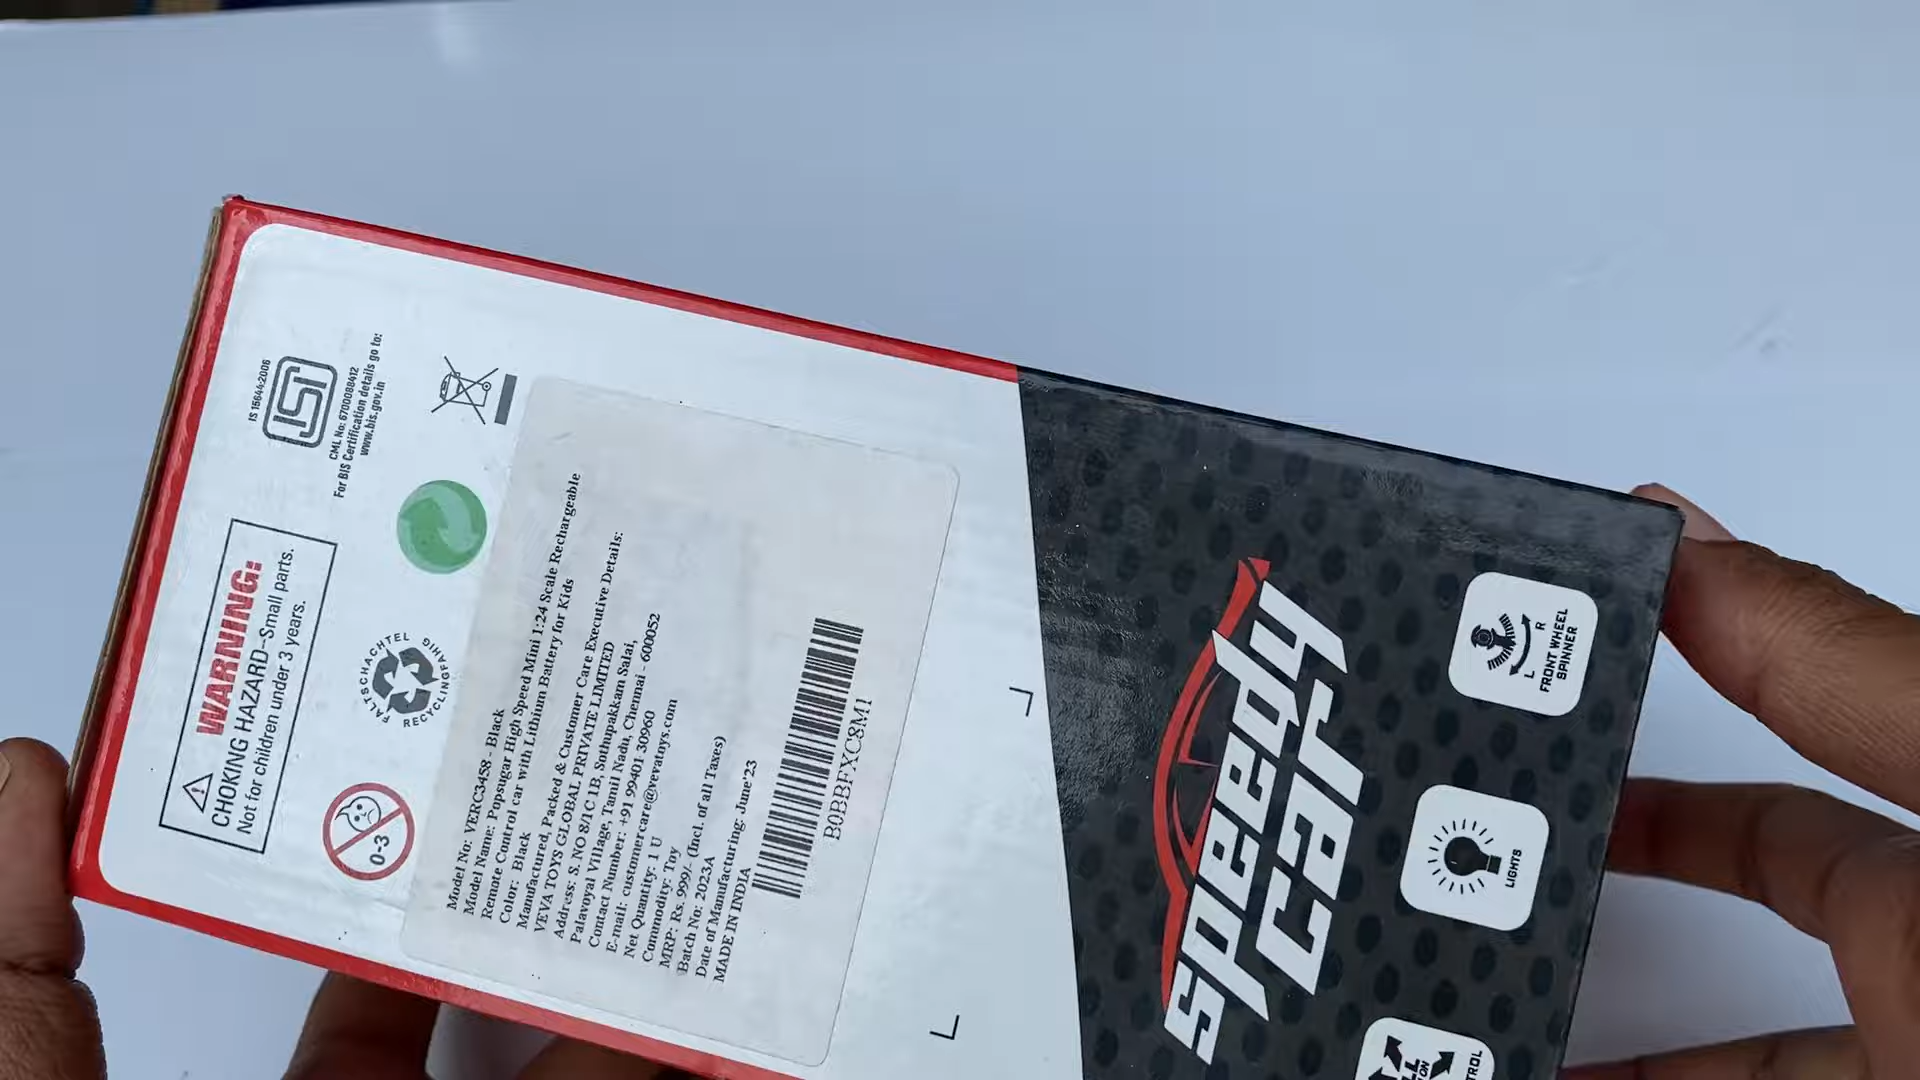 IS 15644:2006
ISI
CML No: 6700088412
For BIS Certification details go to:
www.bis.gov.in
WARNING:
CHOKING HAZARD--Small parts.
Not for children under 3 years.
FALTSCHACHTEL
RECYCLINGFAHIG
0-3
Model No: VERC3458 - Black
Model Name: Popsugar High Speed Mini 1:24 Scale Rechargeable
Remote Control car with Lithium Battery for Kids
Color: Black
Manufactured, Packed & Customer Care Executive Details:
VEVA TOYS GLOBAL PRIVATE LIMITED
Address: S. NO 8/1C 1B, Sothupakkam Salai,
Palavoyal Village, Tamil Nadu, Chennai - 600052
Contact Number: +91 99401 30960
E-mail: customercare@vevatnys.com
Net Quantity: 1 U
Commodity: Toy
MRP: Rs. 999/- (Incl. of all Taxes)
Batch No: 2023A
Date of Manufacturing: June'23
MADE IN INDIA
B0BBFXC8M1
speedy
car
L R
FRONT WHEEL
SPINNER
LIGHTS